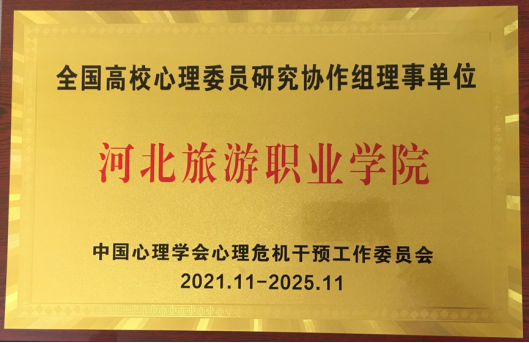 全国高校心理委员研究协作组理事单位
河北旅游职业学院
中国心理学会心理危机干预工作委员会
2021.11-2025.11